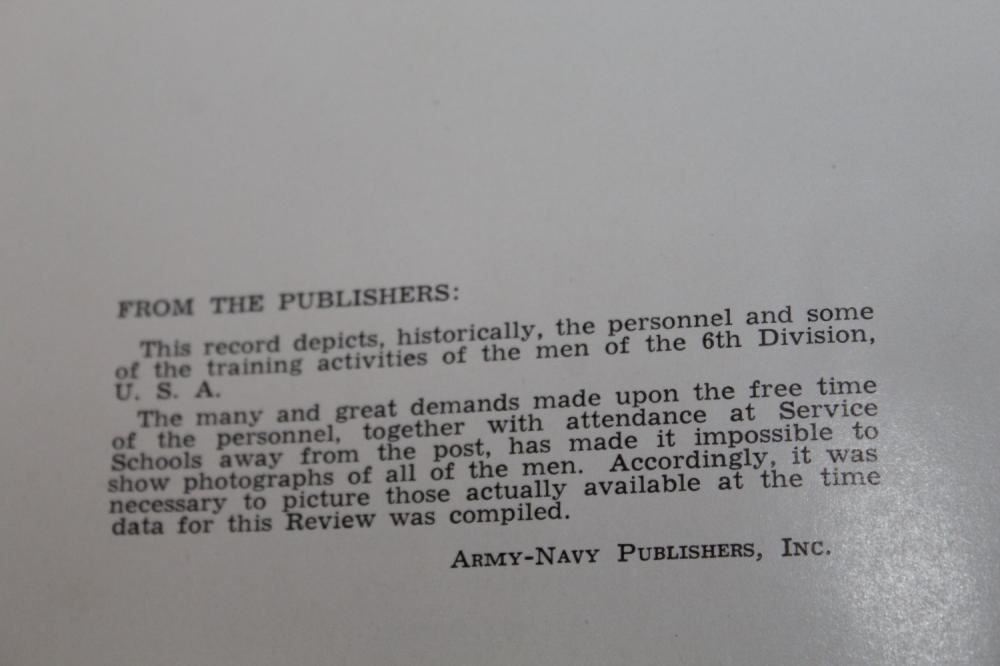 FROM THE PUBLISHERS:
This record depicts, historically, the personnel and some
of the training activities of the men of the 6th Division,
U. S. A.
The many and great demands made upon the free time
of the personnel, together with attendance at Service
Schools away from the post, has made it impossible to
show photographs of all of the men. Accordingly, it was
necessary to picture those actually available at the time
data for this Review was compiled.
ARMY-NAVY PUBLISHERS, INC.